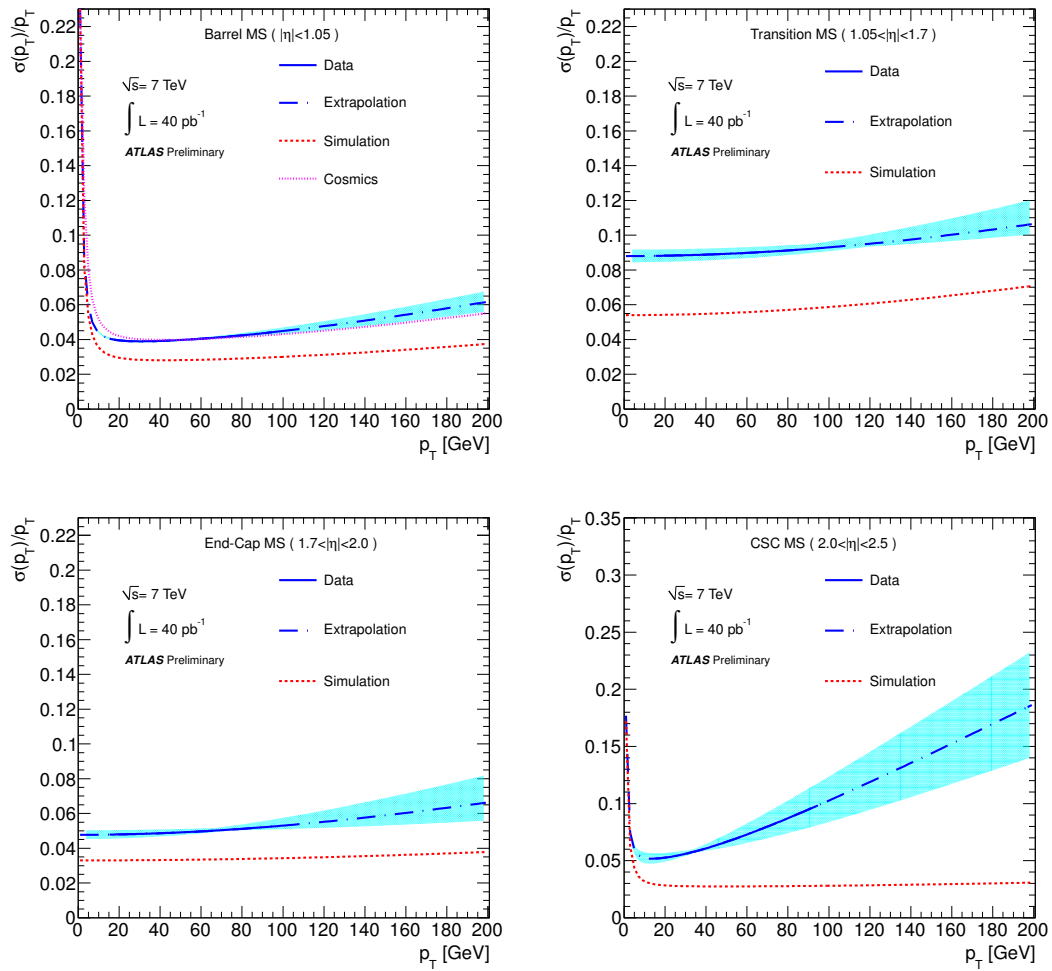 Barrel MS ( |η|<1.05)
σ(p_T)/p_T
√s= 7 TeV
∫ L = 40 pb⁻¹
ATLAS Preliminary
Data
Extrapolation
Simulation
Cosmics
0.22
0.2
0.18
0.16
0.14
0.12
0.1
0.08
0.06
0.04
0.02
0
0 20 40 60 80 100 120 140 160 180 200
p_T [GeV]
Transition MS ( 1.05<|η|<1.7)
σ(p_T)/p_T
√s= 7 TeV
∫ L = 40 pb⁻¹
ATLAS Preliminary
Data
Extrapolation
Simulation
0.22
0.2
0.18
0.16
0.14
0.12
0.1
0.08
0.06
0.04
0.02
0
0 20 40 60 80 100 120 140 160 180 200
p_T [GeV]
End-Cap MS ( 1.7<|η|<2.0 )
σ(p_T)/p_T
√s= 7 TeV
∫ L = 40 pb⁻¹
ATLAS Preliminary
Data
Extrapolation
Simulation
0.22
0.2
0.18
0.16
0.14
0.12
0.1
0.08
0.06
0.04
0.02
0
0 20 40 60 80 100 120 140 160 180 200
p_T [GeV]
CSC MS ( 2.0<|η|<2.5)
σ(p_T)/p_T
√s= 7 TeV
∫ L = 40 pb⁻¹
ATLAS Preliminary
Data
Extrapolation
Simulation
0.35
0.3
0.25
0.2
0.15
0.1
0.05
0
0 20 40 60 80 100 120 140 160 180 200
p_T [GeV]